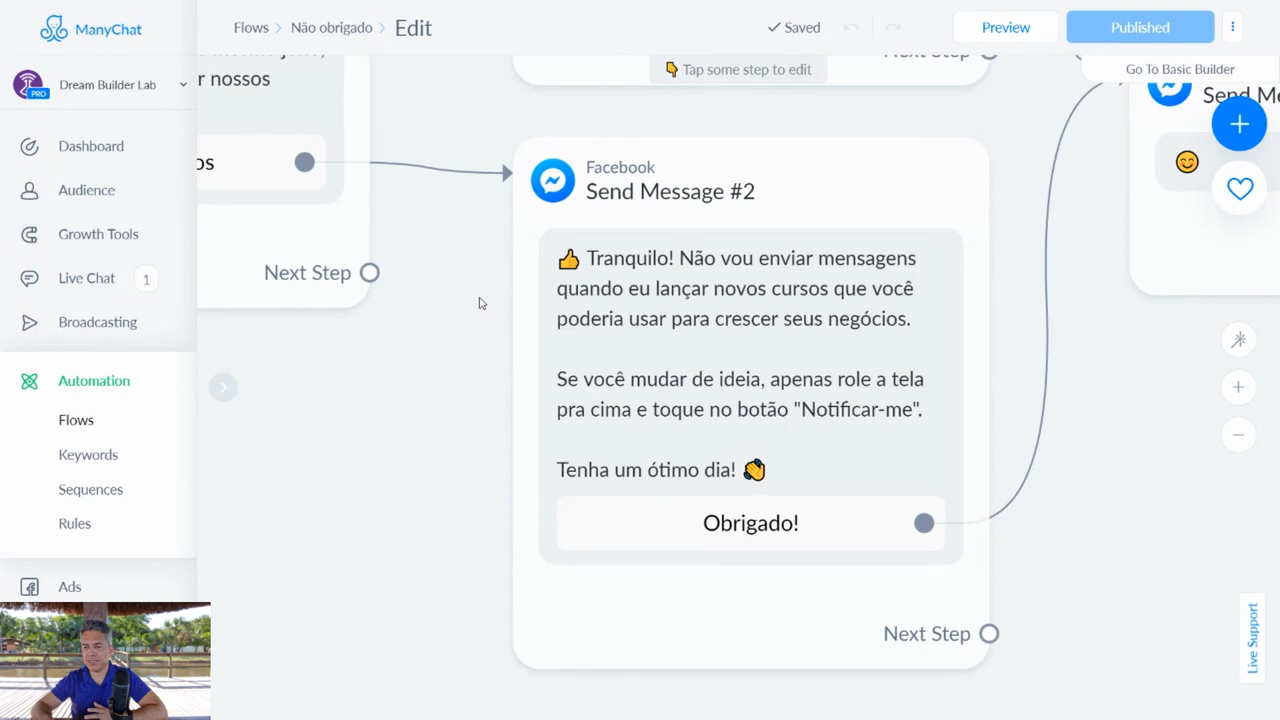 ManyChat
Flows
Não obrigado
Edit
Saved
Preview
Published
Go To Basic Builder
PRO
Dream Builder Lab
Dashboard
Audience
Growth Tools
Live Chat
1
Broadcasting
Automation
Flows
Keywords
Sequences
Rules
Ads
r nossos
os
Next Step
Next Step
👇 Tap some step to edit
Facebook
Send Message #2
👍 Tranquilo! Não vou enviar mensagens
quando eu lançar novos cursos que você
poderia usar para crescer seus negócios.
Se você mudar de ideia, apenas role a tela
pra cima e toque no botão "Notificar-me".
Tenha um ótimo dia! 👏
Obrigado!
Next Step
Send Me
😊
Live Support